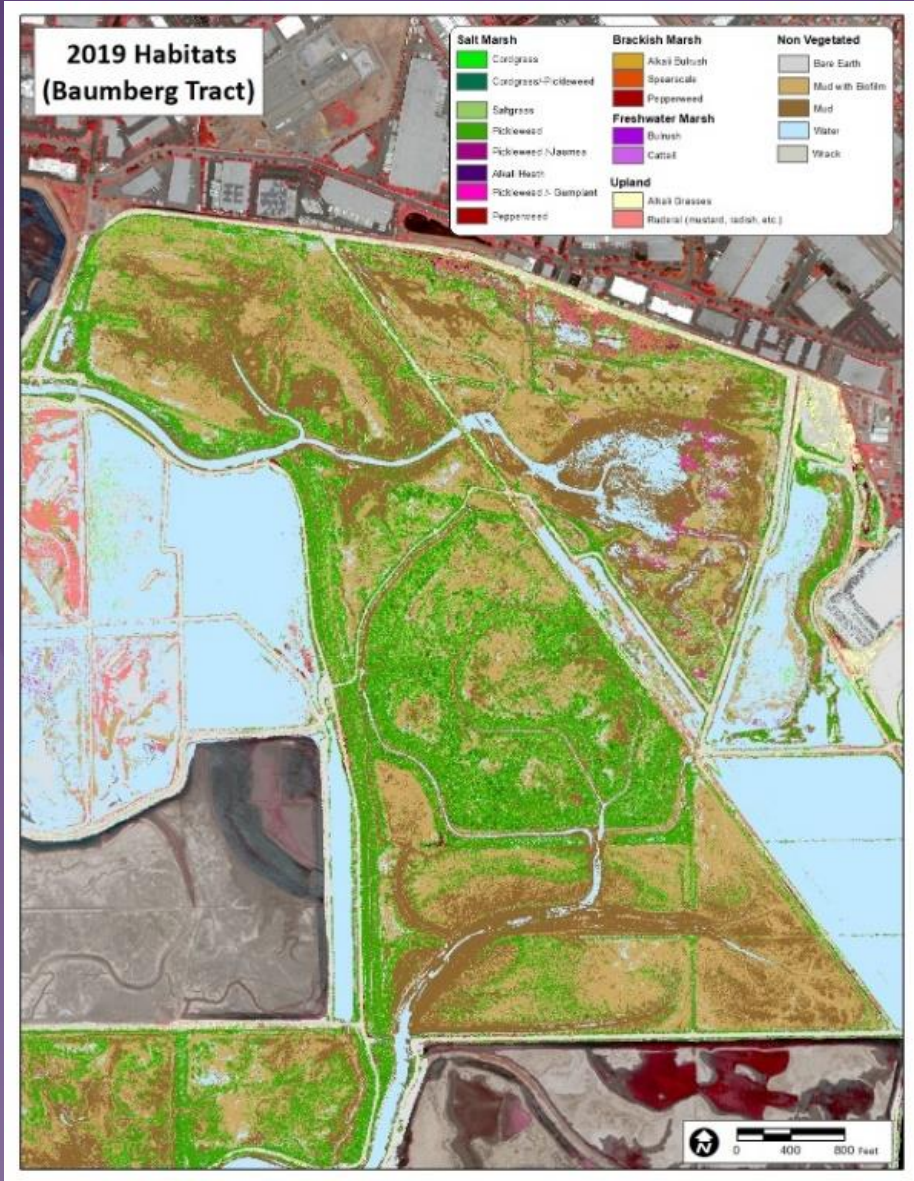 2019 Habitats
(Baumberg Tract)
Salt Marsh
Cordgrass
Cordgrass/-Pickleweed
Saltgrass
Pickleweed
Pickleweed /-Jaumea
Alkali Heath
Pickleweed /- Gumplant
Pepperweed
Brackish Marsh
Alkali Bulrush
Spearscale
Pepperweed
Freshwater Marsh
Bulrush
Cattail
Upland
Alkali Grasses
Ruderal (mustard, radish, etc.)
Non Vegetated
Bare Earth
Mud with Biofilm
Mud
Water
Wrack
N
0 400 800 Feet